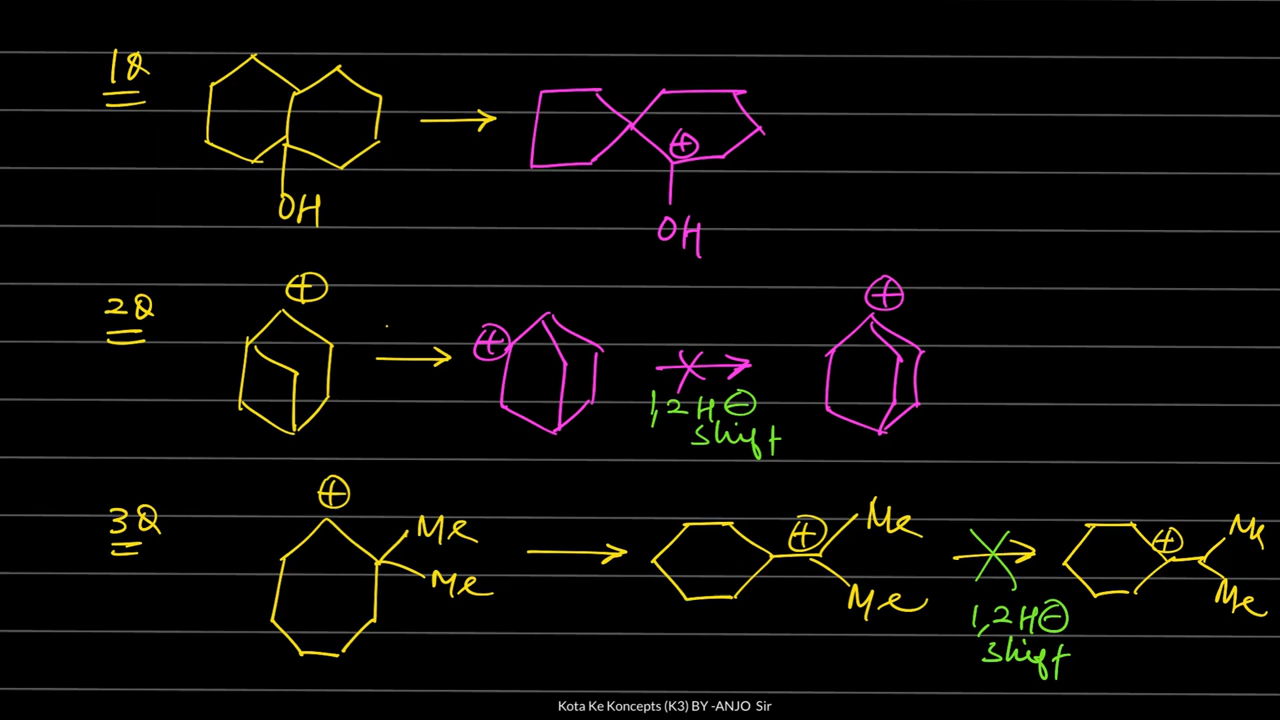 1Q
OH
⊕
OH
2Q
⊕
⊕
⊕
1,2 H⊖
shift
3Q
⊕
Me
Me
⊕
Me
Me
⊕
Me
Me
1,2H⊖
shift
Kota Ke Koncepts (K3) BY -ANJO Sir